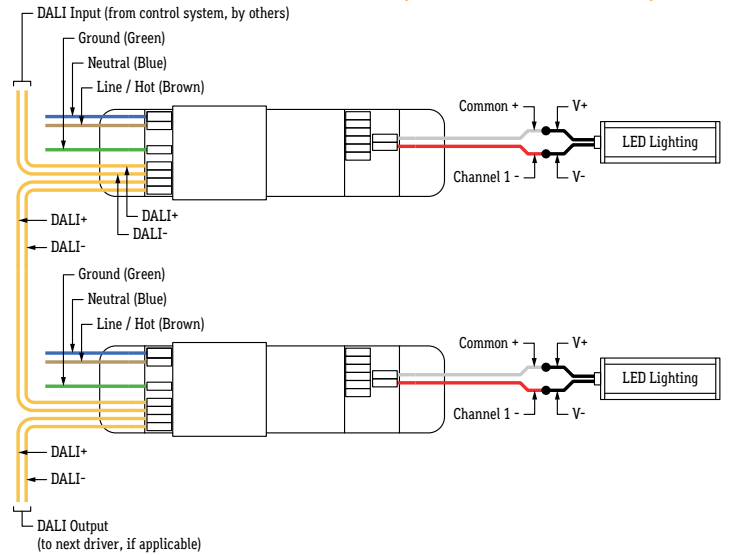 DALI Input (from control system, by others)
Ground (Green)
Neutral (Blue)
Line / Hot (Brown)
Common +
V+
LED Lighting
Channel 1 -
V-
DALI+
DALI-
DALI+
DALI-
Ground (Green)
Neutral (Blue)
Line / Hot (Brown)
Common +
V+
LED Lighting
Channel 1 -
V-
DALI+
DALI-
DALI Output
(to next driver, if applicable)